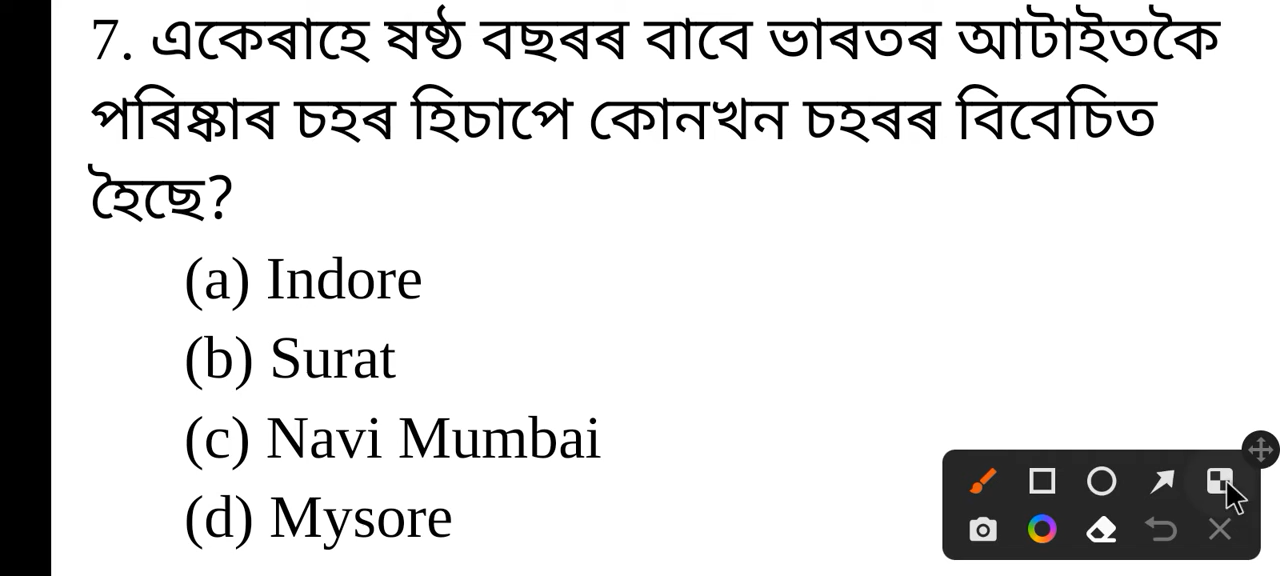 7. একেৰাহে ষষ্ঠ বছৰৰ বাবে ভাৰতৰ আটাইতকৈ
পৰিষ্কাৰ চহৰ হিচাপে কোনখন চহৰৰ বিবেচিত
হৈছে?
(a) Indore
(b) Surat
(c) Navi Mumbai
(d) Mysore